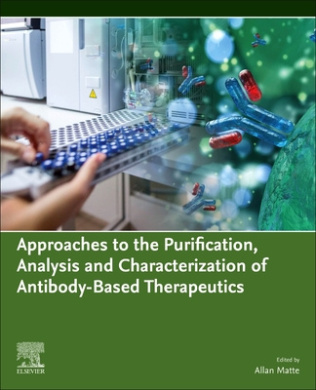 Approaches to the Purification,
Analysis and Characterization of
Antibody-Based Therapeutics
ELSEVIER
Edited by
Allan Matte